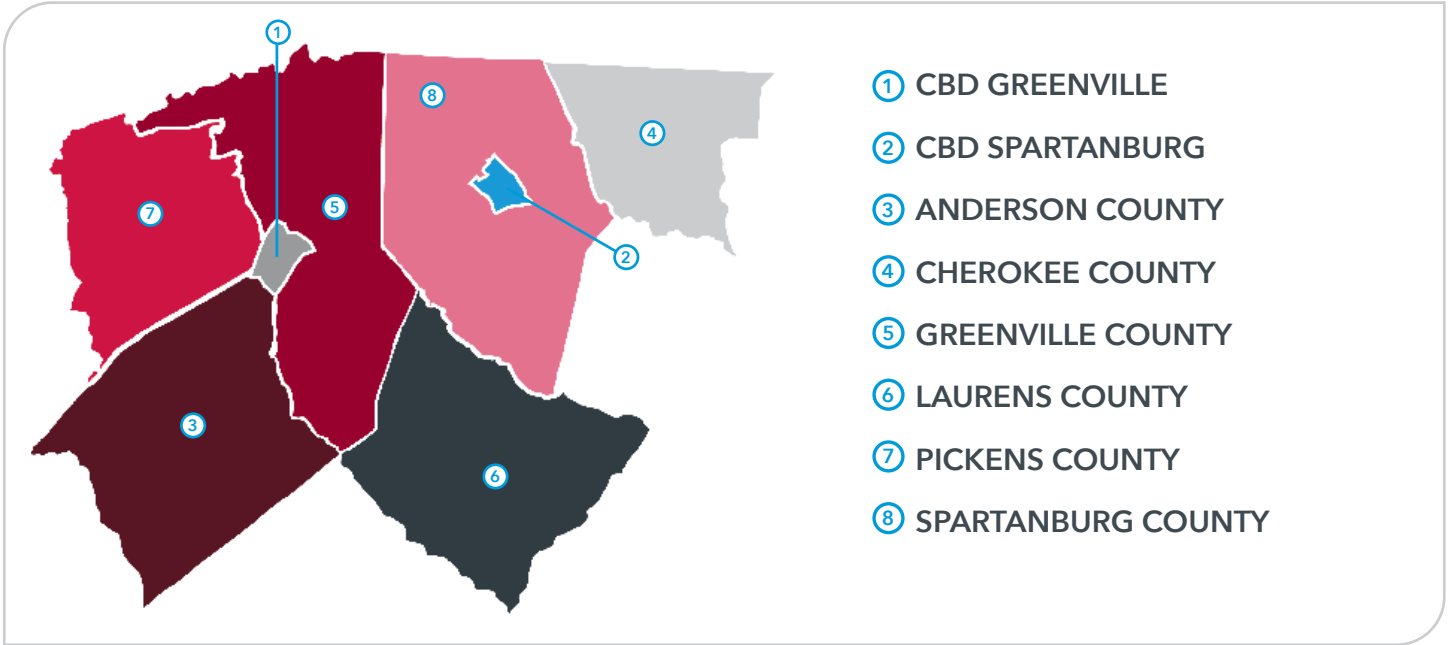 1
8
4
7
5
2
3
6
1 CBD GREENVILLE
2 CBD SPARTANBURG
3 ANDERSON COUNTY
4 CHEROKEE COUNTY
5 GREENVILLE COUNTY
6 LAURENS COUNTY
7 PICKENS COUNTY
8 SPARTANBURG COUNTY